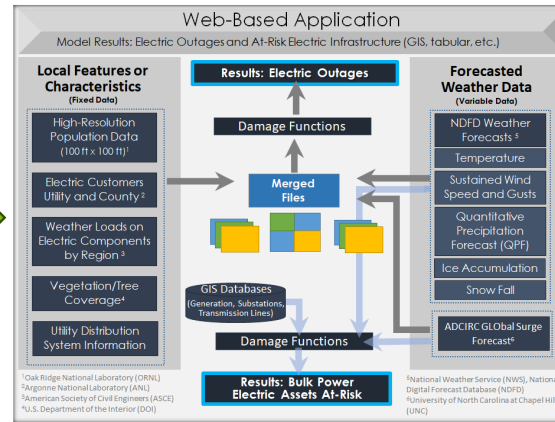 Web-Based Application
Model Results: Electric Outages and At-Risk Electric Infrastructure (GIS, tabular, etc.)
Local Features or
Characteristics
(Fixed Data)
High-Resolution
Population Data
(100 ft x 100 ft)¹
Electric Customers
Utility and County ²
Weather Loads on
Electric Components
by Region ³
Vegetation/Tree
Coverage⁴
Utility Distribution
System Information
¹Oak Ridge National Laboratory (ORNL)
²Argonne National Laboratory (ANL)
³American Society of Civil Engineers (ASCE)
⁴U.S. Department of the Interior (DOI)
Results: Electric Outages
Damage Functions
Merged
Files
GIS Databases
(Generation, Substations,
Transmission Lines)
Damage Functions
Results: Bulk Power
Electric Assets At-Risk
Forecasted
Weather Data
(Variable Data)
NDFD Weather
Forecasts ⁵
Temperature
Sustained Wind
Speed and Gusts
Quantitative
Precipitation
Forecast (QPF)
Ice Accumulation
Snow Fall
ADCIRC GLObal Surge
Forecast⁶
⁵National Weather Service (NWS), National
Digital Forecast Database (NDFD)
⁶University of North Carolina at Chapel Hill
(UNC)